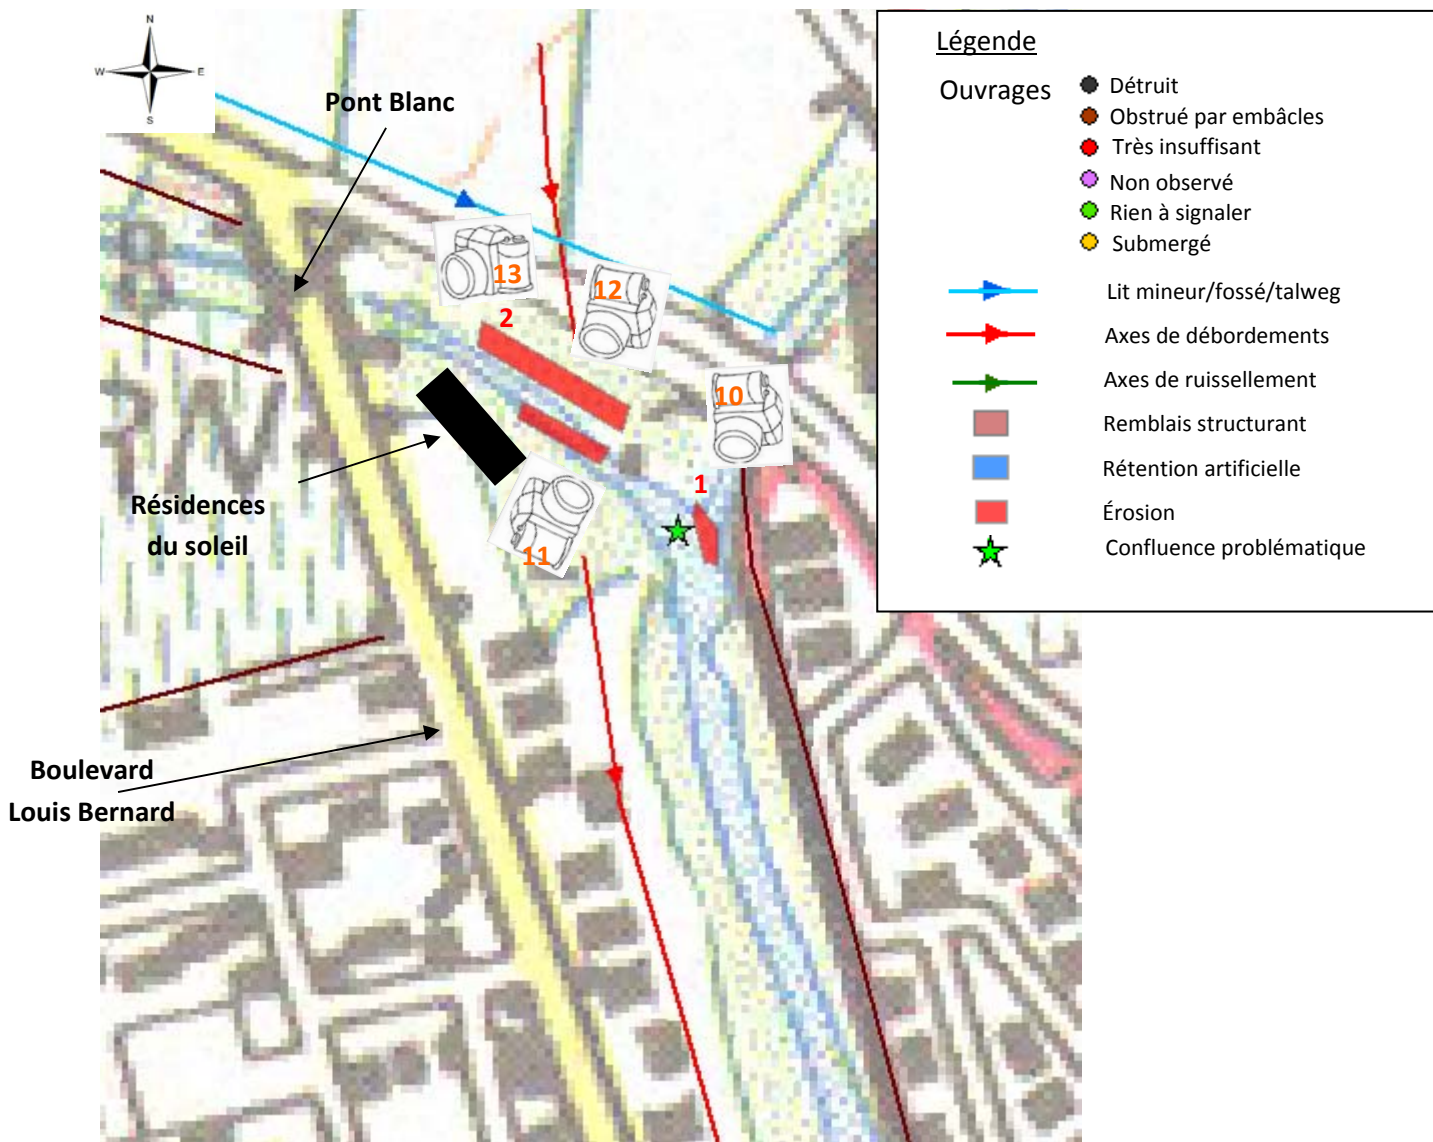 N
W E
S
Pont Blanc
13
12
2
10
1
11
Résidences
du soleil
Boulevard
Louis Bernard
Légende
Ouvrages
Détruit
Obstrué par embâcles
Très insuffisant
Non observé
Rien à signaler
Submergé
Lit mineur/fossé/talweg
Axes de débordements
Axes de ruissellement
Remblais structurant
Rétention artificielle
Érosion
Confluence problématique